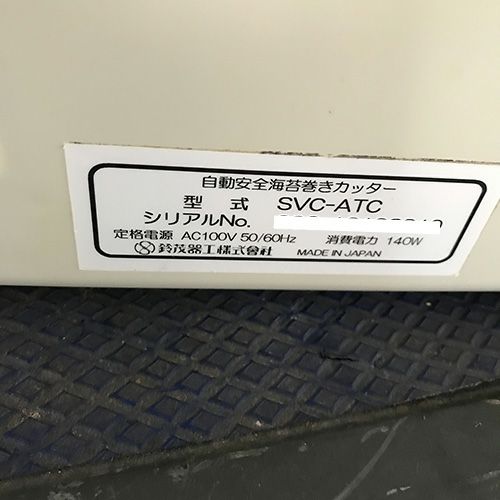 自動安全海苔巻きカッター
型 式 SVC-ATC
シリアルNo.
定格電源 AC100V 50/60Hz 消費電力 140W
鈴茂器工株式会社 MADE IN JAPAN